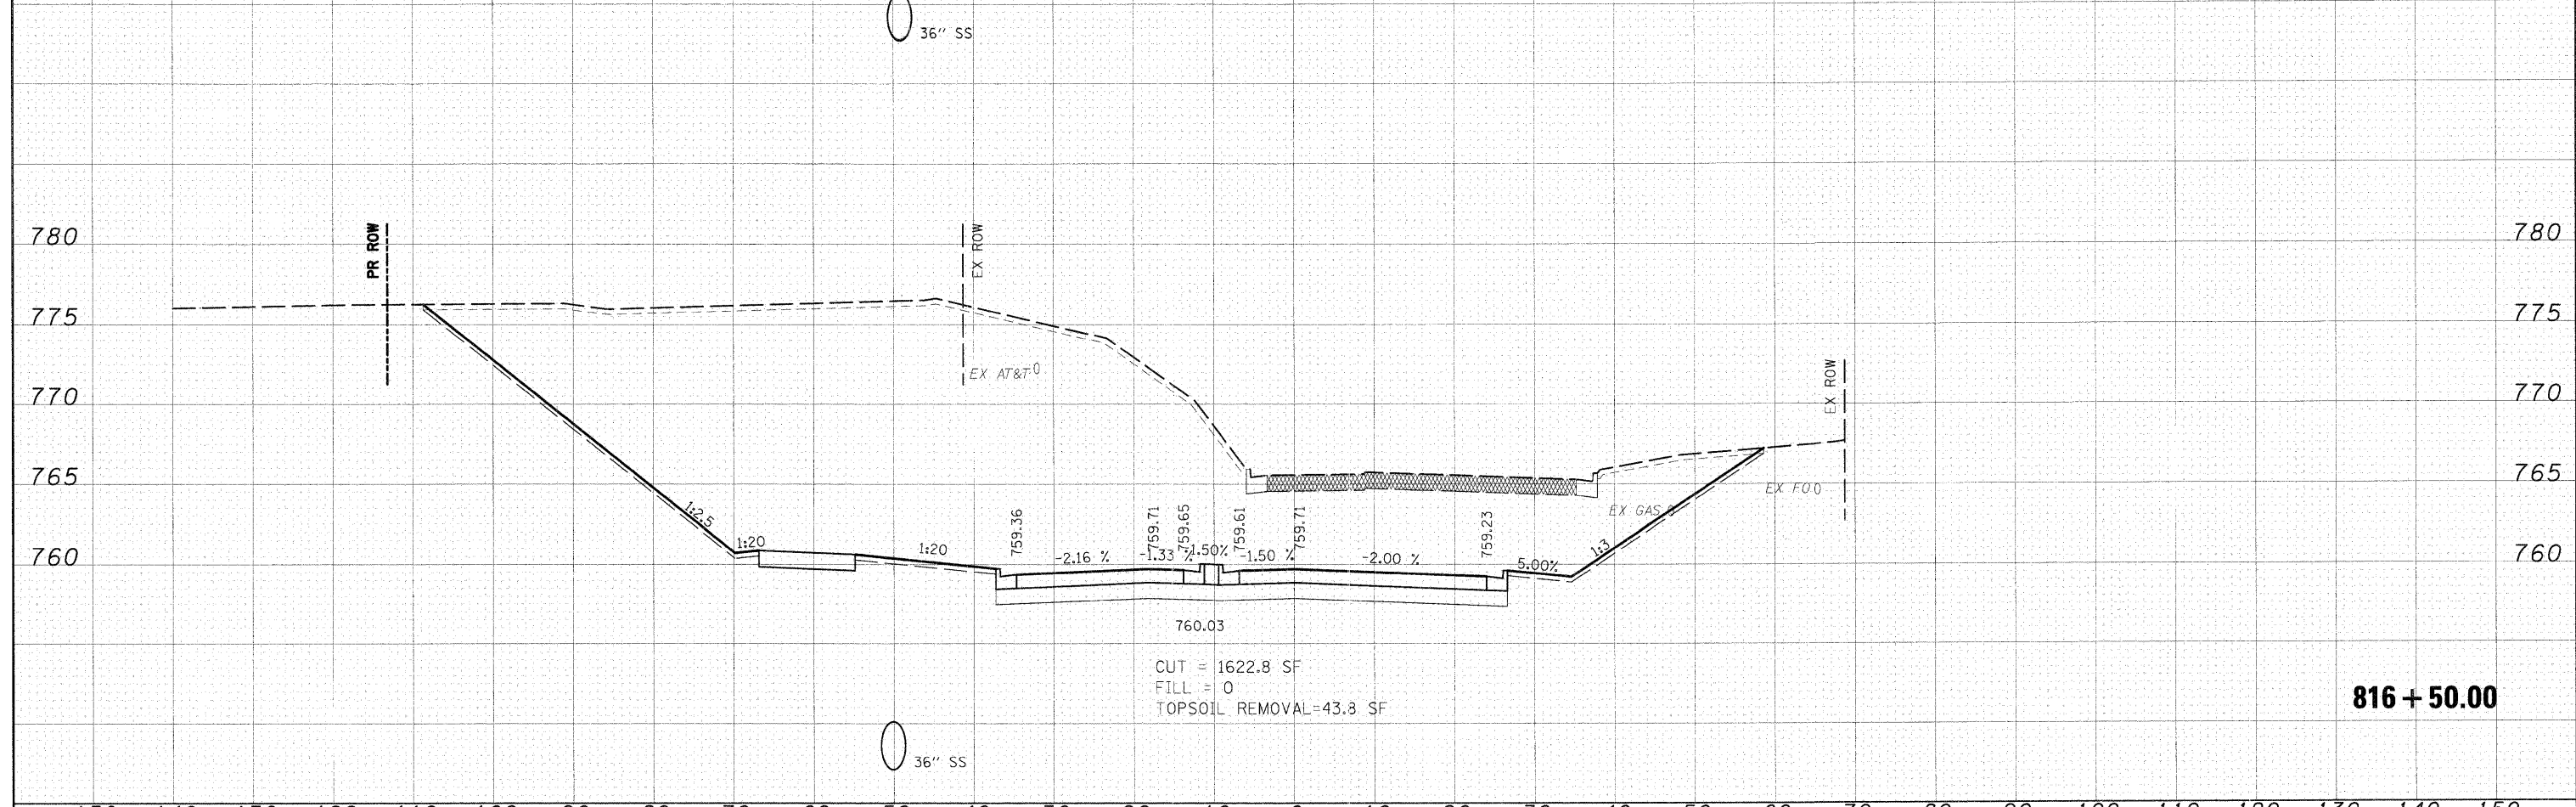 36" SS
780
PR ROW
EX ROW
780
775
775
EX AT&T
770
EX ROW
770
765
765
EX FO
EX GAS
1:2.5
1:20
1:20
759.36
759.71
759.65
759.61
759.71
759.23
-2.16 %
-1.33 %
-1.50%
-1.50 %
-2.00 %
5.00%
1:3
760
760
760.03
CUT = 1622.8 SF
FILL = 0
TOPSOIL REMOVAL=43.8 SF
816+50.00
36" SS